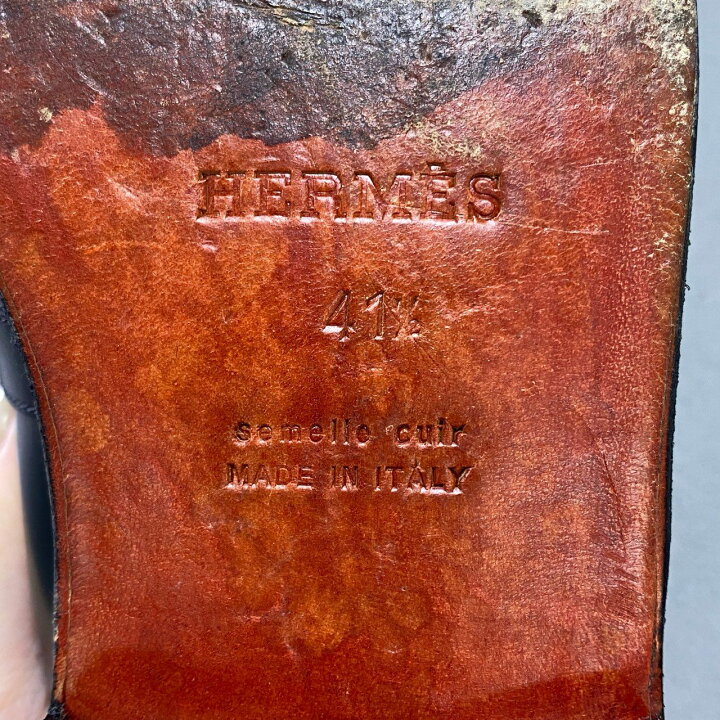 HERMÈS
41½
semelle cuir
MADE IN ITALY